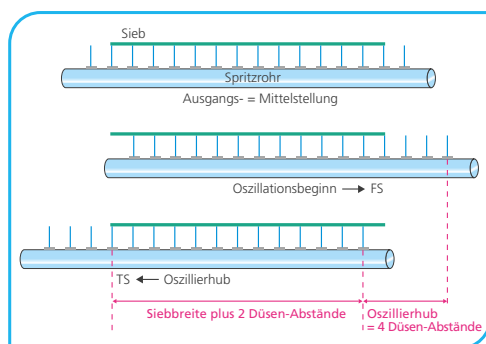 Sieb
Spritzrohr
Ausgangs- = Mittelstellung
Oszillationsbeginn → FS
TS ← Oszillierhub
Siebbreite plus 2 Düsen-Abstände
Oszillierhub
= 4 Düsen-Abstände